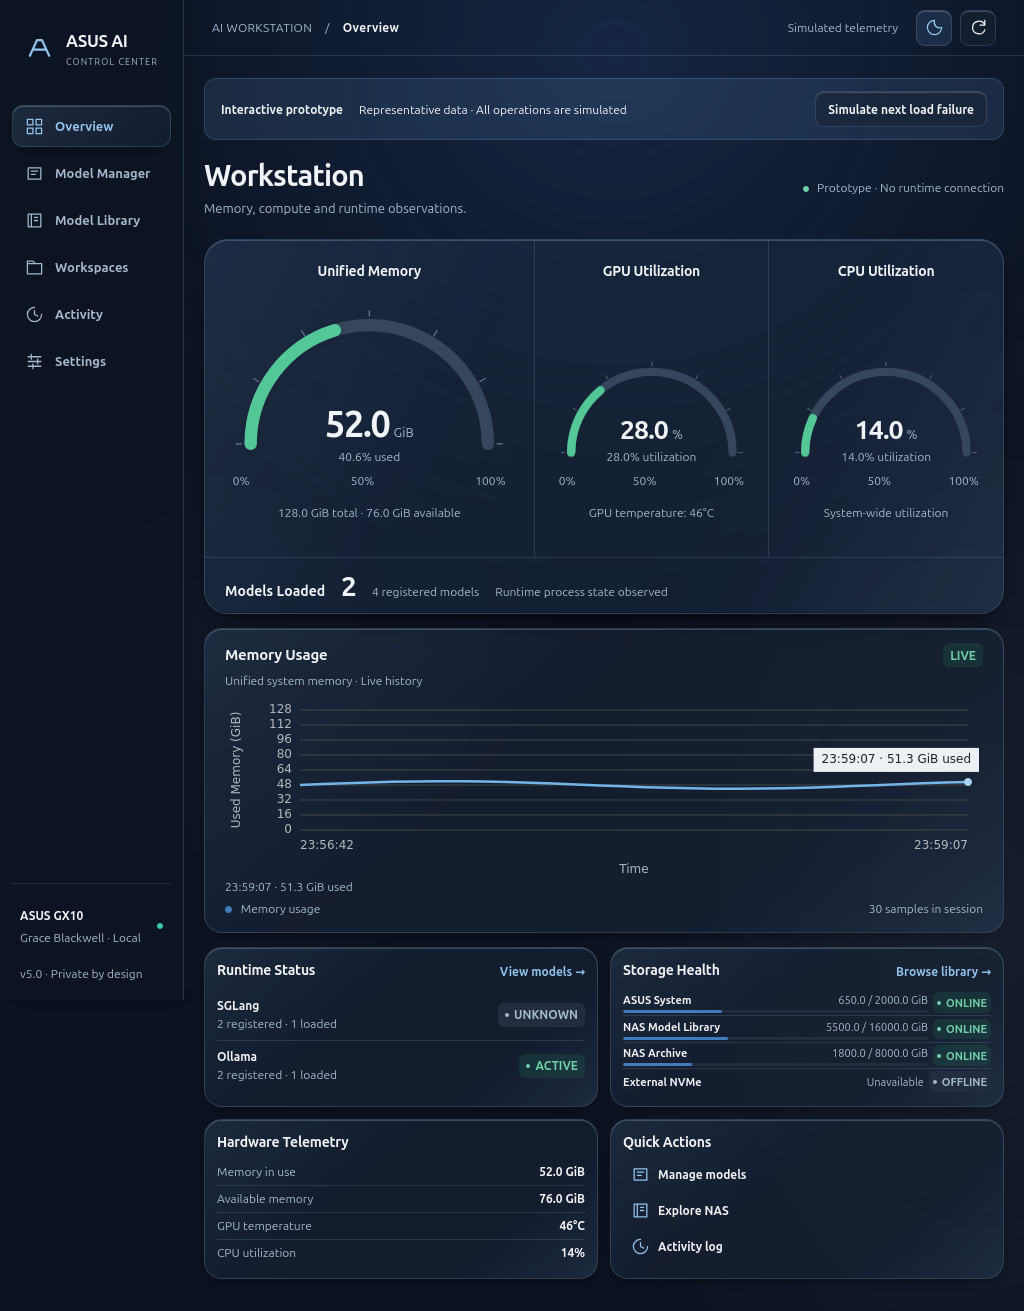 ASUS AI
CONTROL CENTER
Overview
Model Manager
Model Library
Workspaces
Activity
Settings
ASUS GX10
Grace Blackwell · Local
v5.0 · Private by design
AI WORKSTATION / Overview
Simulated telemetry
Interactive prototype Representative data · All operations are simulated
Simulate next load failure
Workstation
Memory, compute and runtime observations.
Prototype · No runtime connection
Unified Memory
52.0 GiB
40.6% used
0% 50% 100%
128.0 GiB total · 76.0 GiB available
GPU Utilization
28.0 %
28.0% utilization
0% 50% 100%
GPU temperature: 46°C
CPU Utilization
14.0 %
14.0% utilization
0% 50% 100%
System-wide utilization
Models Loaded 2 4 registered models Runtime process state observed
Memory Usage
LIVE
Unified system memory · Live history
Used Memory (GiB)
128
112
96
80
64
48
32
16
0
23:59:07 · 51.3 GiB used
23:56:42 23:59:07
Time
23:59:07 · 51.3 GiB used
Memory usage
30 samples in session
Runtime Status
View models →
SGLang
2 registered · 1 loaded
UNKNOWN
Ollama
2 registered · 1 loaded
ACTIVE
Storage Health
Browse library →
ASUS System 650.0 / 2000.0 GiB ONLINE
NAS Model Library 5500.0 / 16000.0 GiB ONLINE
NAS Archive 1800.0 / 8000.0 GiB ONLINE
External NVMe Unavailable OFFLINE
Hardware Telemetry
Memory in use 52.0 GiB
Available memory 76.0 GiB
GPU temperature 46°C
CPU utilization 14%
Quick Actions
Manage models
Explore NAS
Activity log